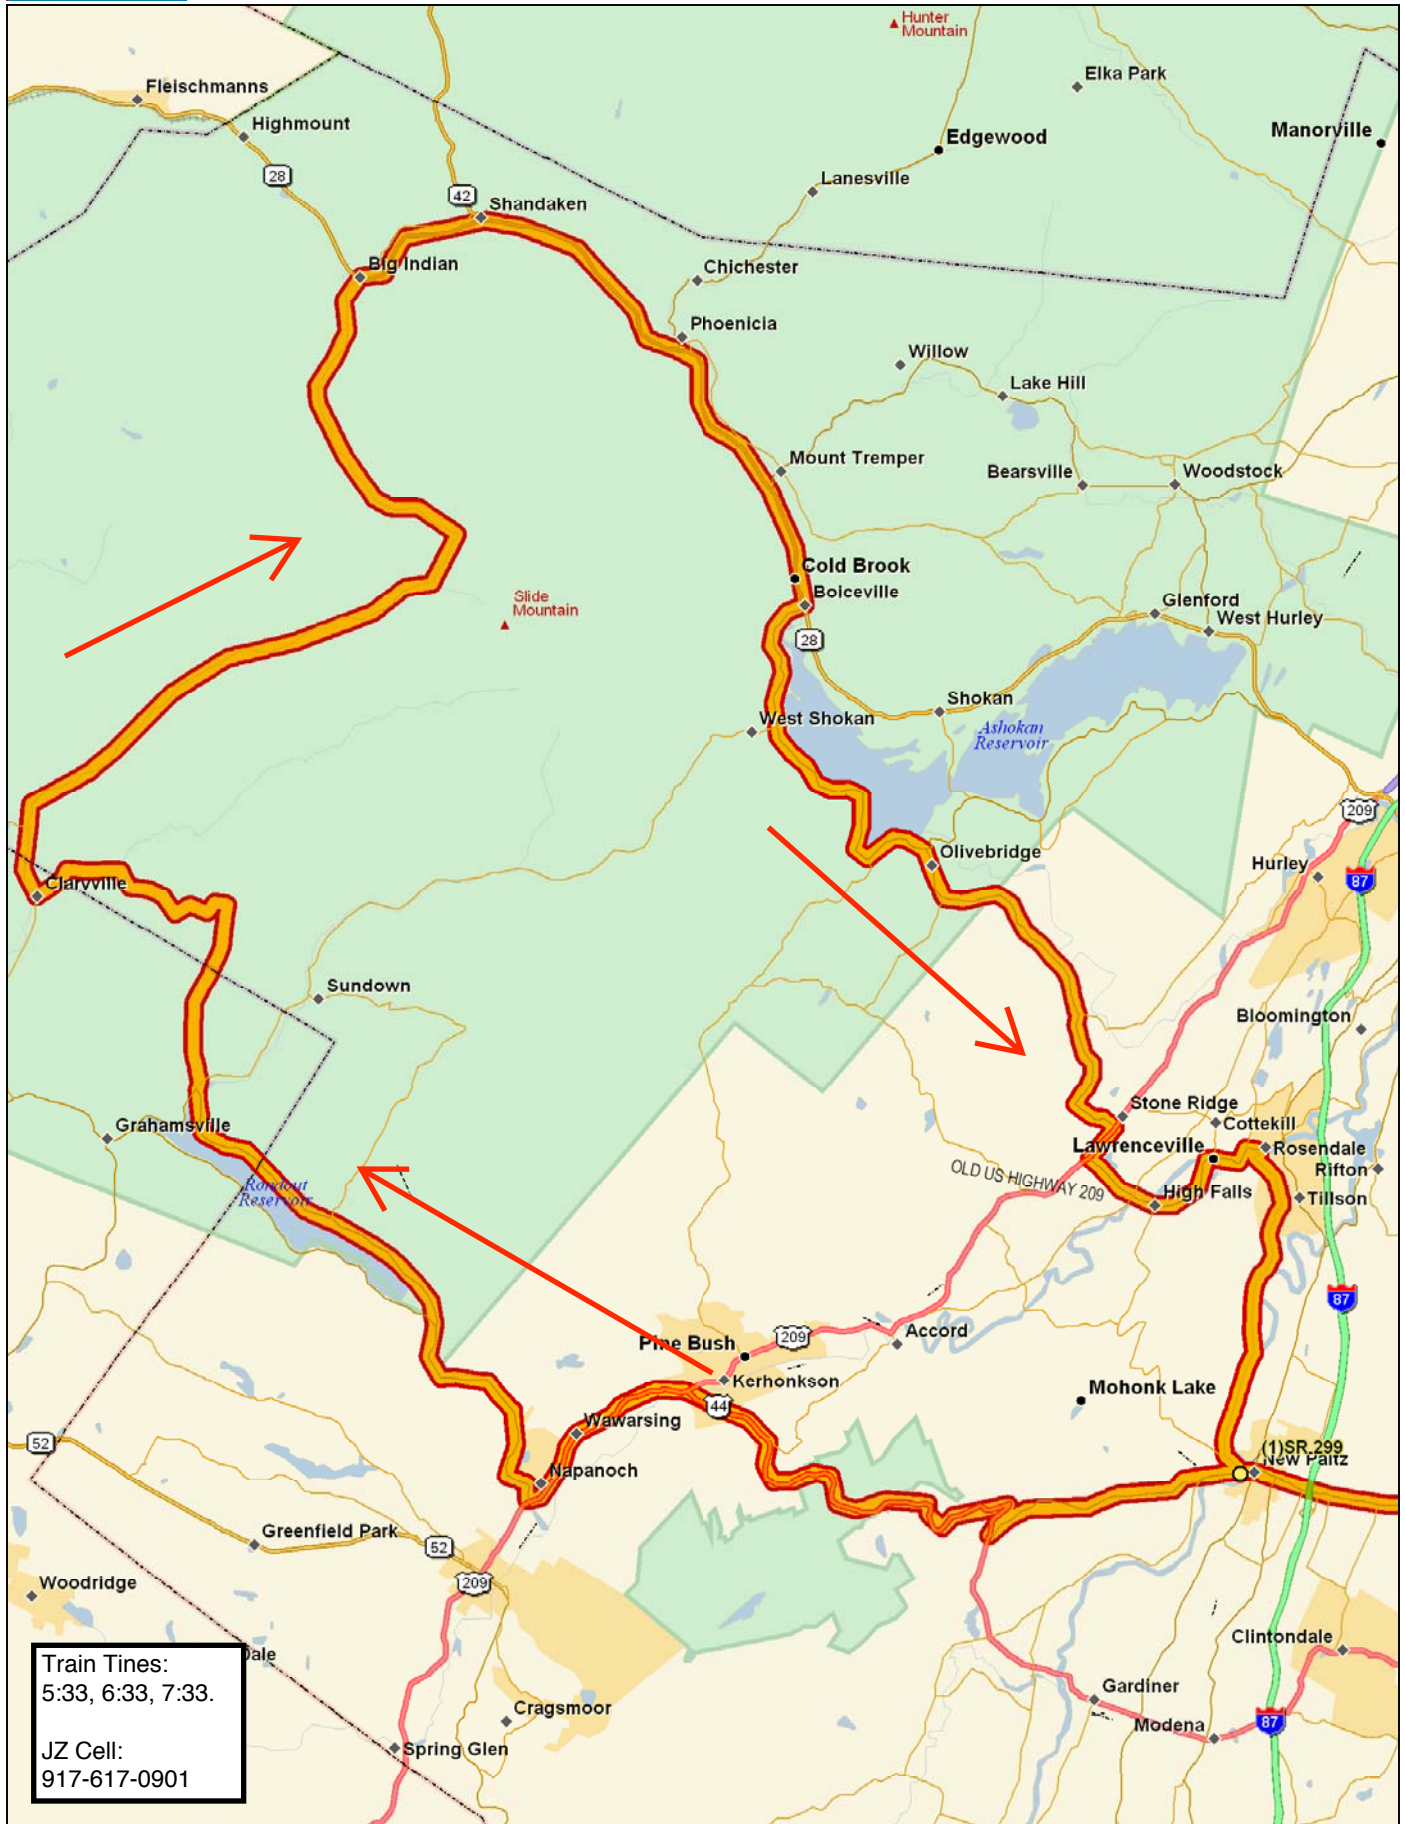 Hunter
Mountain
Elka Park
Fleischmanns
Highmount
Edgewood
Manorville
28
Lanesville
42
Shandaken
Big Indian
Chichester
Phoenicia
Willow
Lake Hill
Mount Tremper
Bearsville
Woodstock
Cold Brook
Boiceville
Slide
Mountain
Glenford
West Hurley
28
Shokan
West Shokan
Ashokan
Reservoir
209
Olivebridge
Hurley
87
Claryville
Sundown
Bloomington
Stone Ridge
Cottekill
Grahamsville
Lawrenceville
Rosendale
Rifton
OLD US HIGHWAY 209
Rondout
Reservoir
High Falls
Tillson
87
209
Accord
Pine Bush
Kerhonkson
Mohonk Lake
44
Wawarsing
52
(1)SR 299
New Paltz
Napanoch
Greenfield Park
52
209
Woodridge
Clintondale
Dale
Train Tines:
5:33, 6:33, 7:33.
JZ Cell:
917-617-0901
Gardiner
Cragsmoor
Modena
87
Spring Glen